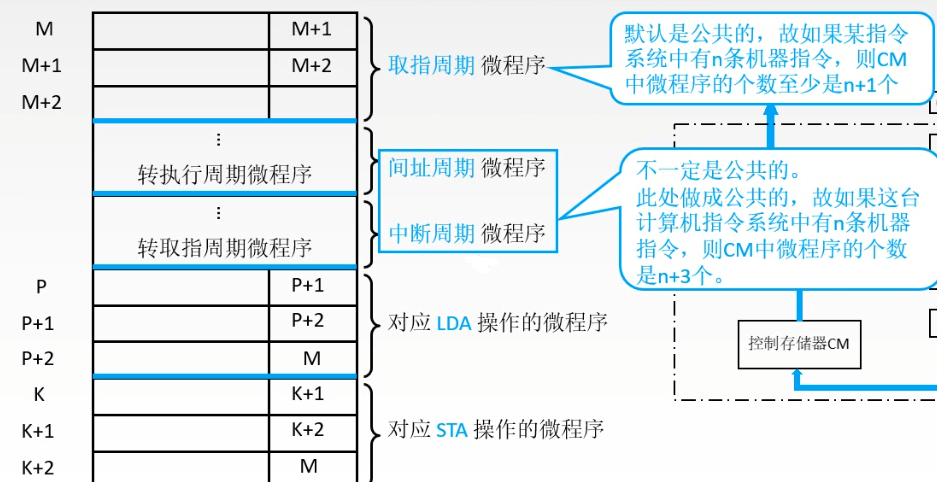 M
M+1
取指周期 微程序
默认是公共的，故如果某指令
系统中有n条机器指令，则CM
中微程序的个数至少是n+1个
M+1
M+2
M+2
⋮
转执行周期微程序
间址周期 微程序
⋮
转取指周期微程序
中断周期 微程序
不一定是公共的。
此处做成公共的，故如果这台
计算机指令系统中有n条机器
指令，则CM中微程序的个数
是n+3个。
P
P+1
P+1
P+2
对应 LDA 操作的微程序
P+2
M
控制存储器CM
K
K+1
K+1
K+2
对应 STA 操作的微程序
K+2
M